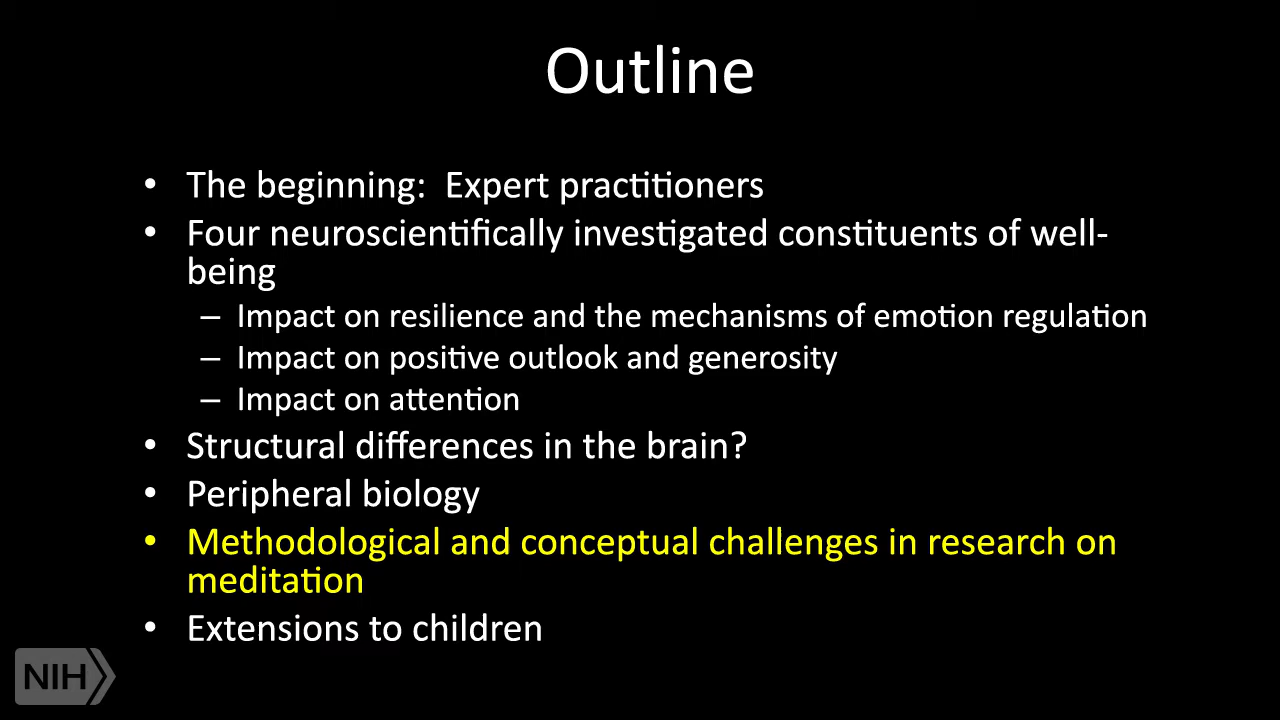 Outline
• The beginning:  Expert practitioners
• Four neuroscientifically investigated constituents of well-
being
– Impact on resilience and the mechanisms of emotion regulation
– Impact on positive outlook and generosity
– Impact on attention
• Structural differences in the brain?
• Peripheral biology
• Methodological and conceptual challenges in research on
meditation
• Extensions to children
NIH